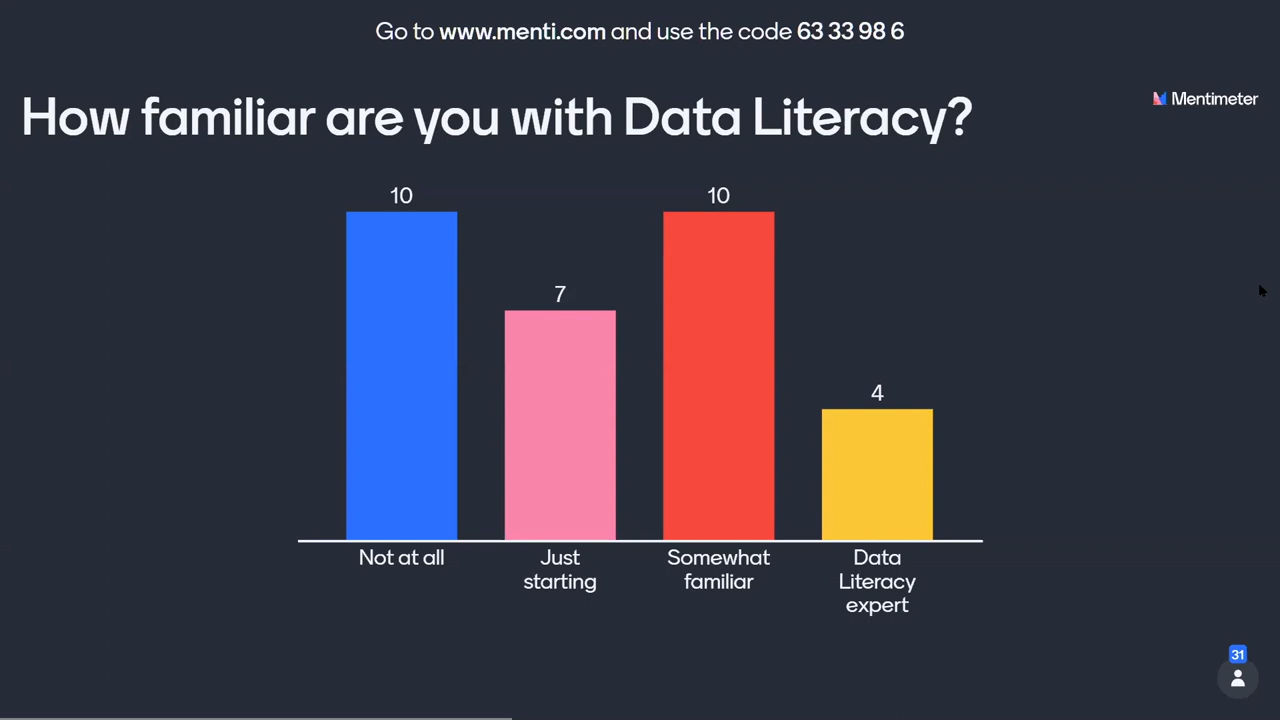 Go to www.menti.com and use the code 63 33 98 6
How familiar are you with Data Literacy?
Mentimeter
10
7
10
4
Not at all
Just
starting
Somewhat
familiar
Data
Literacy
expert
31